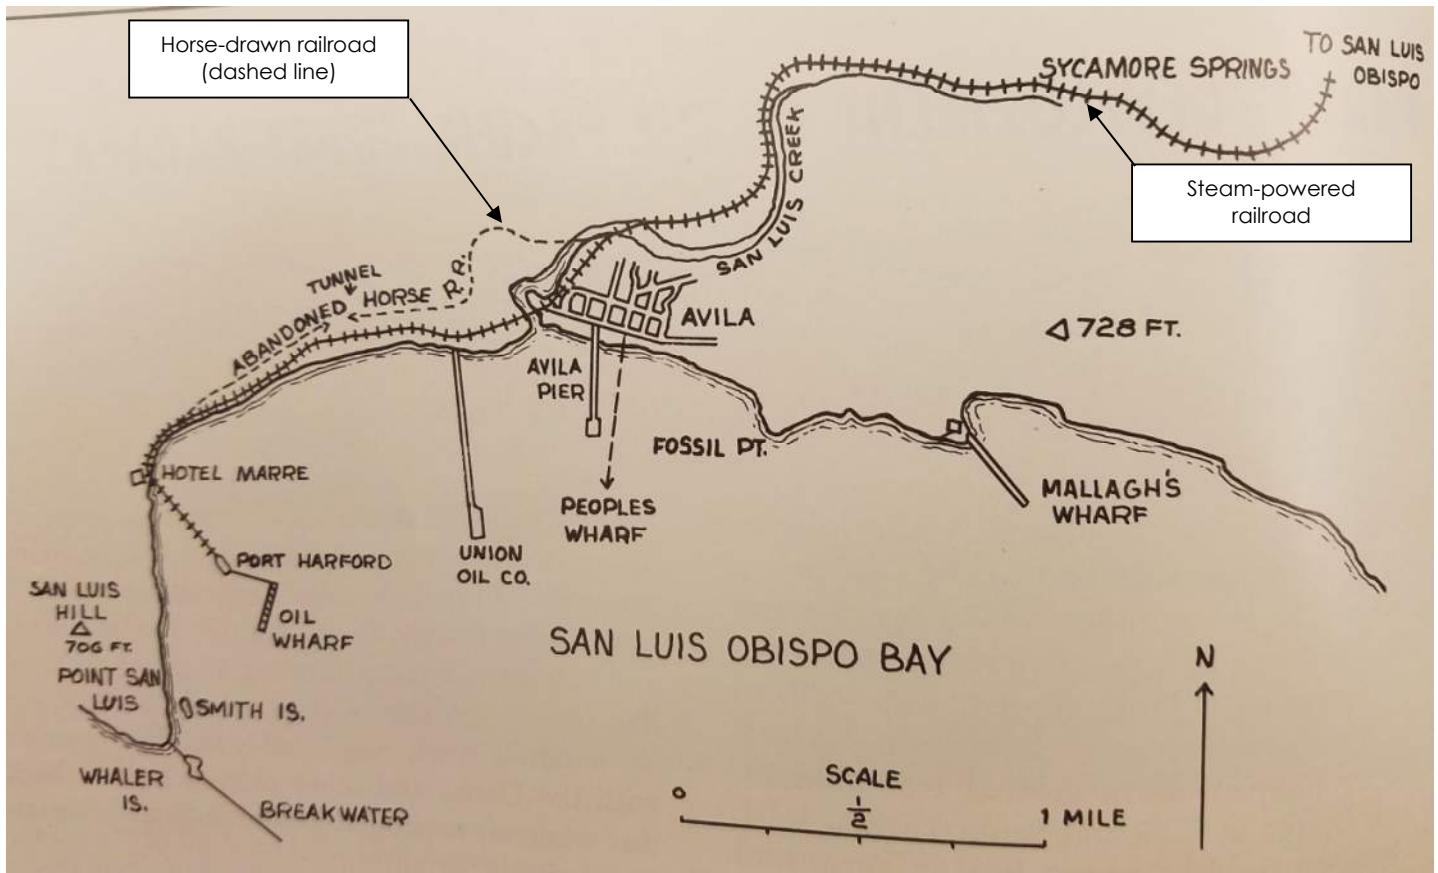 Horse-drawn railroad
(dashed line)
TO SAN LUIS
OBISPO
SYCAMORE SPRINGS
Steam-powered
railroad
SAN LUIS CREEK
TUNNEL
ABANDONED HORSE R.R.
AVILA
728 FT.
AVILA
PIER
FOSSIL PT.
HOTEL MARRE
PEOPLES
WHARF
MALLAGH'S
WHARF
UNION
OIL CO.
PORT HARFORD
OIL
WHARF
SAN LUIS
HILL
706 FT.
POINT SAN
LUIS
SMITH IS.
SAN LUIS OBISPO BAY
N
WHALER
IS.
BREAKWATER
SCALE
0 1/2 1 MILE